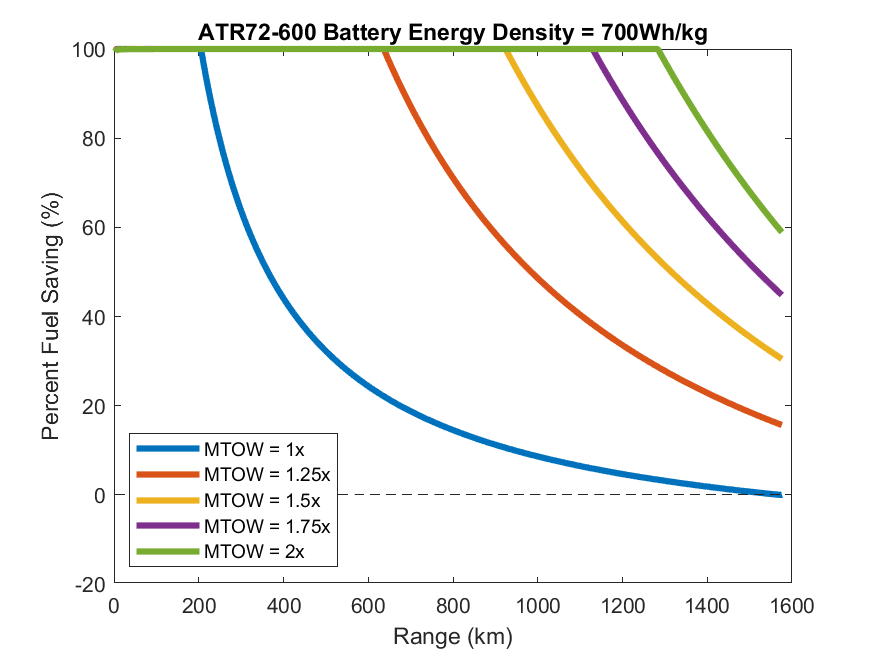 ATR72-600 Battery Energy Density = 700Wh/kg
Percent Fuel Saving (%)
100
80
60
40
20
0
-20
MTOW = 1x
MTOW = 1.25x
MTOW = 1.5x
MTOW = 1.75x
MTOW = 2x
0 200 400 600 800 1000 1200 1400 1600
Range (km)